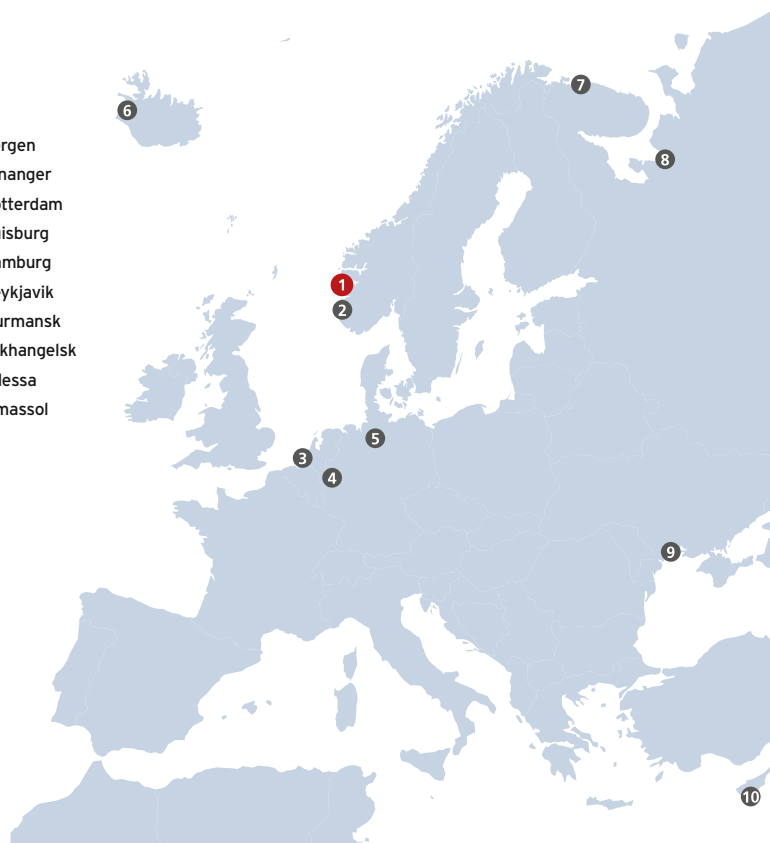 rgen
nanger
otterdam
isburg
amburg
ykjavik
urmansk
khangelsk
lessa
massol
6
7
8
1
2
5
3
4
9
10